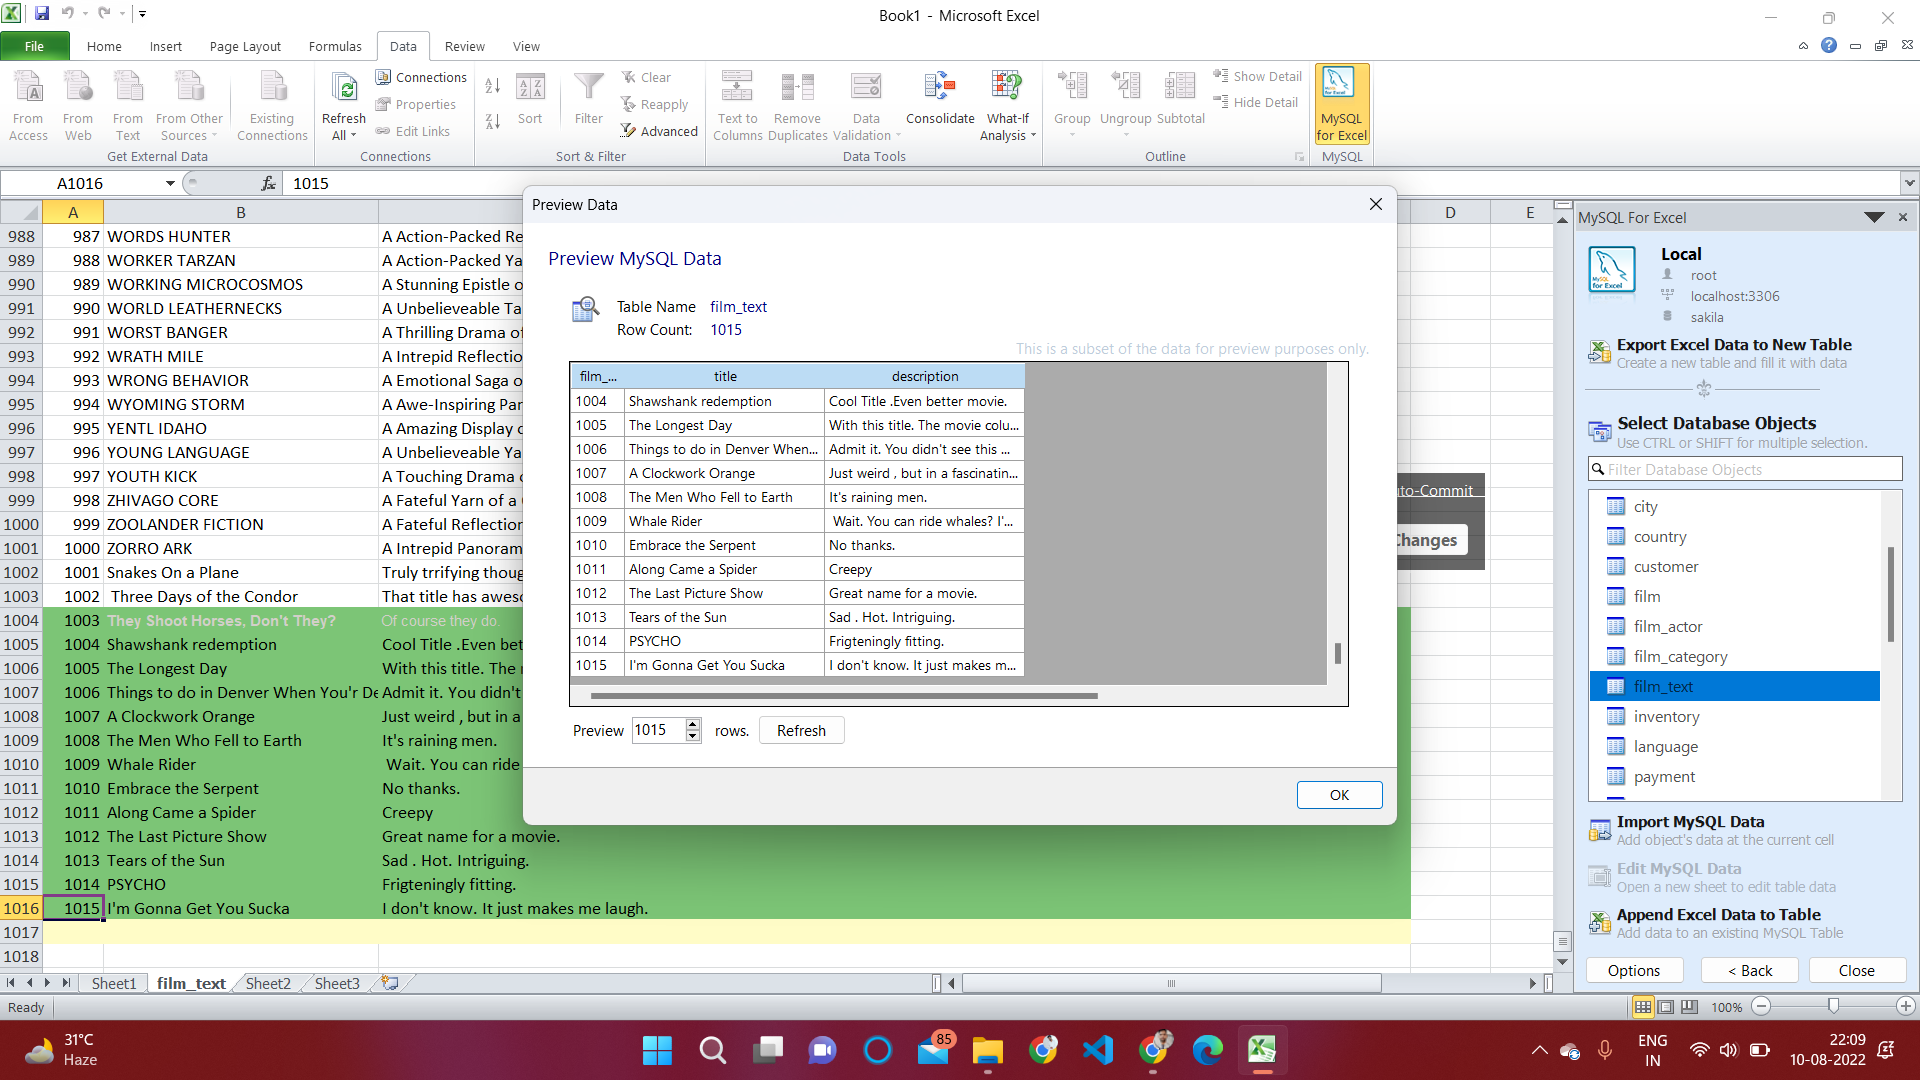 Book1 - Microsoft Excel
File Home Insert Page Layout Formulas Data Review View
From Access
From Web
From Text
From Other Sources
Existing Connections
Get External Data
Refresh All
Connections
Properties
Edit Links
Connections
Sort
Filter
Clear
Reapply
Advanced
Sort & Filter
Text to Columns
Remove Duplicates
Data Validation
Consolidate
What-If Analysis
Data Tools
Group
Ungroup
Subtotal
Show Detail
Hide Detail
Outline
MySQL for Excel
MySQL
A1016 fx 1015
A B D E
988 987 WORDS HUNTER A Action-Packed Re
989 988 WORKER TARZAN A Action-Packed Ya
990 989 WORKING MICROCOSMOS A Stunning Epistle o
991 990 WORLD LEATHERNECKS A Unbelieveable Ta
992 991 WORST BANGER A Thrilling Drama of
993 992 WRATH MILE A Intrepid Reflectio
994 993 WRONG BEHAVIOR A Emotional Saga o
995 994 WYOMING STORM A Awe-Inspiring Par
996 995 YENTL IDAHO A Amazing Display o
997 996 YOUNG LANGUAGE A Unbelieveable Ya
998 997 YOUTH KICK A Touching Drama o
999 998 ZHIVAGO CORE A Fateful Yarn of a
1000 999 ZOOLANDER FICTION A Fateful Reflection
1001 1000 ZORRO ARK A Intrepid Panoram
1002 1001 Snakes On a Plane Truly trrifying thoug
1003 1002 Three Days of the Condor That title has aweso
1004 1003 They Shoot Horses, Don't They? Of course they do.
1005 1004 Shawshank redemption Cool Title .Even bet
1006 1005 The Longest Day With this title. The
1007 1006 Things to do in Denver When You'r De Admit it. You didn't
1008 1007 A Clockwork Orange Just weird , but in a
1009 1008 The Men Who Fell to Earth It's raining men.
1010 1009 Whale Rider Wait. You can ride
1011 1010 Embrace the Serpent No thanks.
1012 1011 Along Came a Spider Creepy
1013 1012 The Last Picture Show Great name for a movie.
1014 1013 Tears of the Sun Sad . Hot. Intriguing.
1015 1014 PSYCHO Frigteningly fitting.
1016 1015 I'm Gonna Get You Sucka I don't know. It just makes me laugh.
1017
1018
Preview Data
Preview MySQL Data
Table Name film_text
Row Count: 1015
This is a subset of the data for preview purposes only.
film_... title description
1004 Shawshank redemption Cool Title .Even better movie.
1005 The Longest Day With this title. The movie colu...
1006 Things to do in Denver When... Admit it. You didn't see this ...
1007 A Clockwork Orange Just weird , but in a fascinatin...
1008 The Men Who Fell to Earth It's raining men.
1009 Whale Rider Wait. You can ride whales? I'...
1010 Embrace the Serpent No thanks.
1011 Along Came a Spider Creepy
1012 The Last Picture Show Great name for a movie.
1013 Tears of the Sun Sad . Hot. Intriguing.
1014 PSYCHO Frigteningly fitting.
1015 I'm Gonna Get You Sucka I don't know. It just makes m...
Preview 1015 rows. Refresh
OK
uto-Commit
Changes
MySQL For Excel
MySQL for Excel
Local
root
localhost:3306
sakila
Export Excel Data to New Table
Create a new table and fill it with data
Select Database Objects
Use CTRL or SHIFT for multiple selection.
Filter Database Objects
city
country
customer
film
film_actor
film_category
film_text
inventory
language
payment
Import MySQL Data
Add object's data at the current cell
Edit MySQL Data
Open a new sheet to edit table data
Append Excel Data to Table
Add data to an existing MySQL Table
Options < Back Close
Sheet1 film_text Sheet2 Sheet3
Ready 100%
31°C
Haze
85
ENG
IN
22:09
10-08-2022